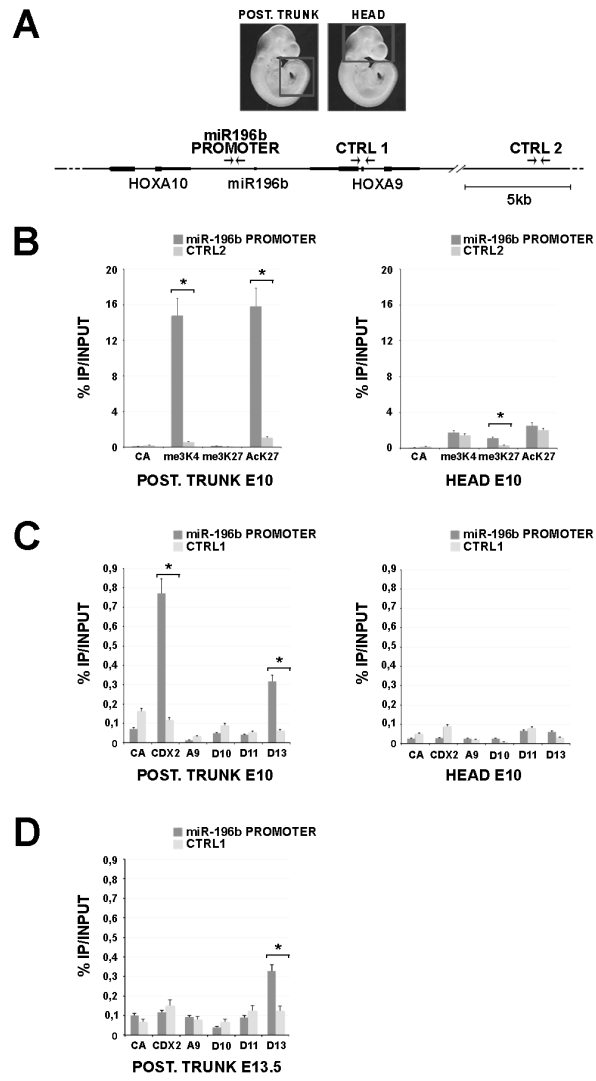 A
POST. TRUNK HEAD
miR196b
PROMOTER CTRL 1 CTRL 2
HOXA10 miR196b HOXA9
5kb
B
miR-196b PROMOTER
CTRL2
% IP/INPUT
20
16
12
8
4
0
*
*
CA me3K4 me3K27 AcK27
POST. TRUNK E10
miR-196b PROMOTER
CTRL2
% IP/INPUT
20
16
12
8
4
0
*
CA me3K4 me3K27 AcK27
HEAD E10
C
miR-196b PROMOTER
CTRL1
% IP/INPUT
0,9
0,8
0,7
0,6
0,5
0,4
0,3
0,2
0,1
0
*
*
CA CDX2 A9 D10 D11 D13
POST. TRUNK E10
miR-196b PROMOTER
CTRL1
% IP/INPUT
0,9
0,8
0,7
0,6
0,5
0,4
0,3
0,2
0,1
0
CA CDX2 A9 D10 D11 D13
HEAD E10
D
miR-196b PROMOTER
CTRL1
% IP/INPUT
0,9
0,8
0,7
0,6
0,5
0,4
0,3
0,2
0,1
0
*
CA CDX2 A9 D10 D11 D13
POST. TRUNK E13.5